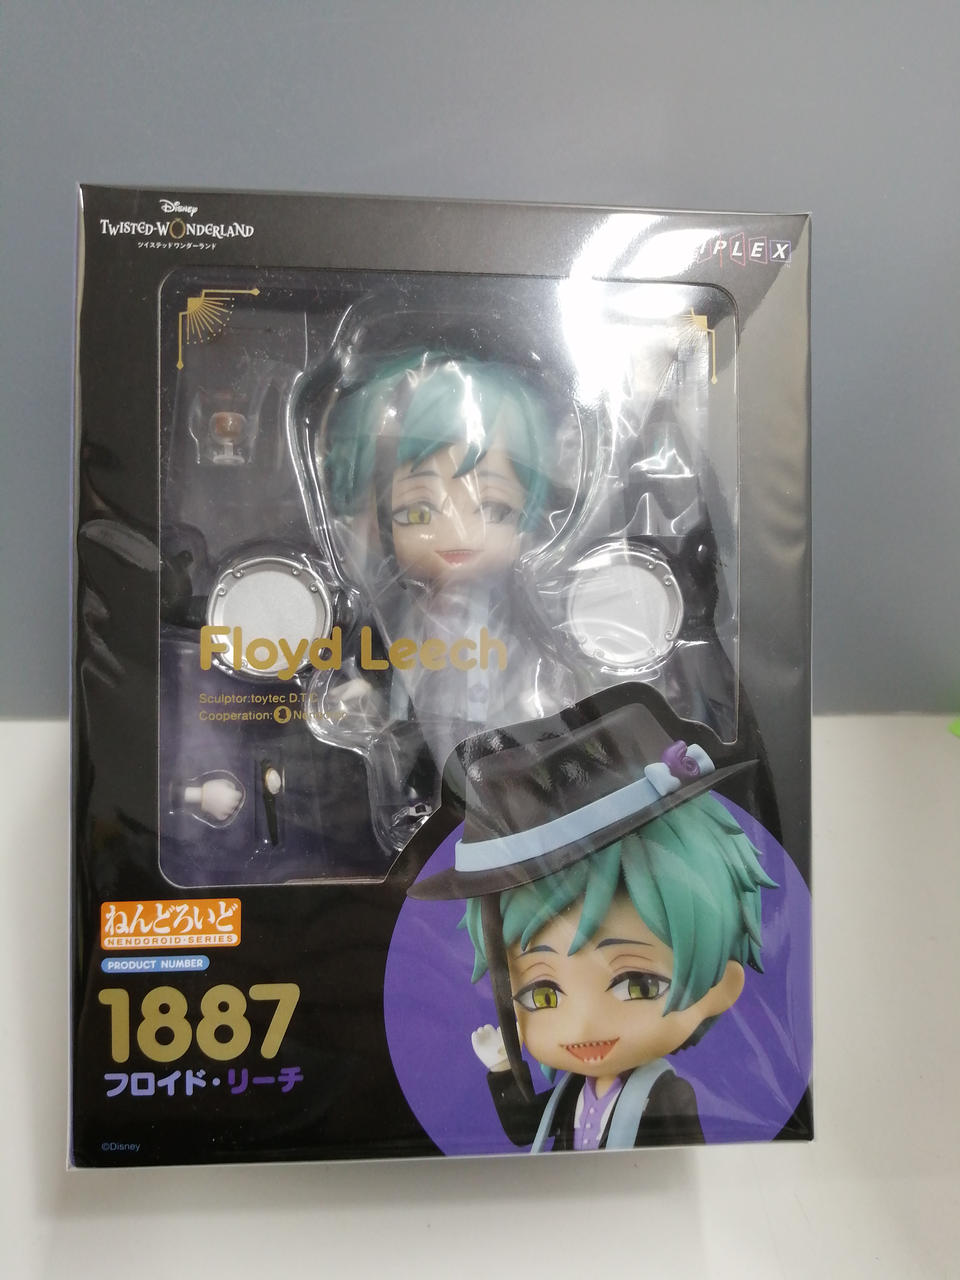 Disney
TWISTED-WONDERLAND
ツイステッドワンダーランド
IPLEX
Floyd Leech
Sculptor:toytec D.T.C
Cooperation:
ねんどろいど
NENDOROID•SERIES
PRODUCT NUMBER
1887
フロイド・リーチ
©Disney